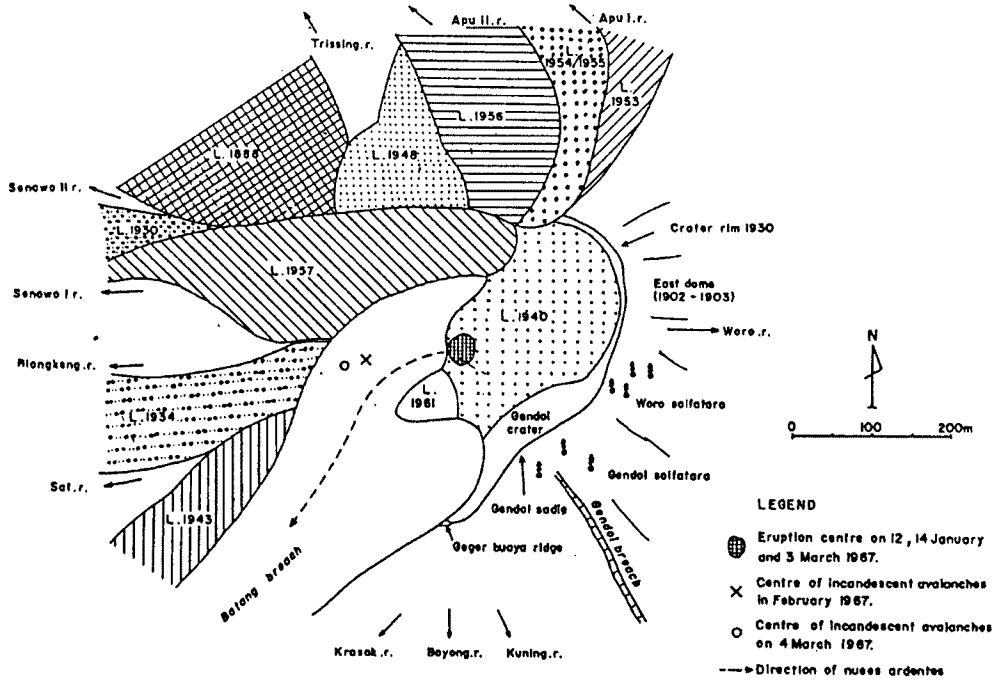 Apu II.r.
Apu I.r.
Trissing.r.
L.
1954/1955
L.
1953
L.1956
L.1888
L.1948
Senowo II r.
L.1930
Crater rim 1930
L.1957
East dome
(1902 - 1903)
Senowo I r.
L.1940
Woro.r.
N
Blongkeng.r.
L.
1961
Woro solfatara
0 100 200m
L.1934
Gendol
crater
Gendol solfatara
Sat.r.
Gendol sadle
L.1943
Gendol breach
Geger buaya ridge
Batang breach
Krasak.r.
Boyong.r.
Kuning.r.
LEGEND
Eruption centre on 12, 14 January
and 3 March 1967.
Centre of incandescent avalanches
in February 1967.
Centre of incandescent avalanches
on 4 March 1967.
Direction of nuees ardentes